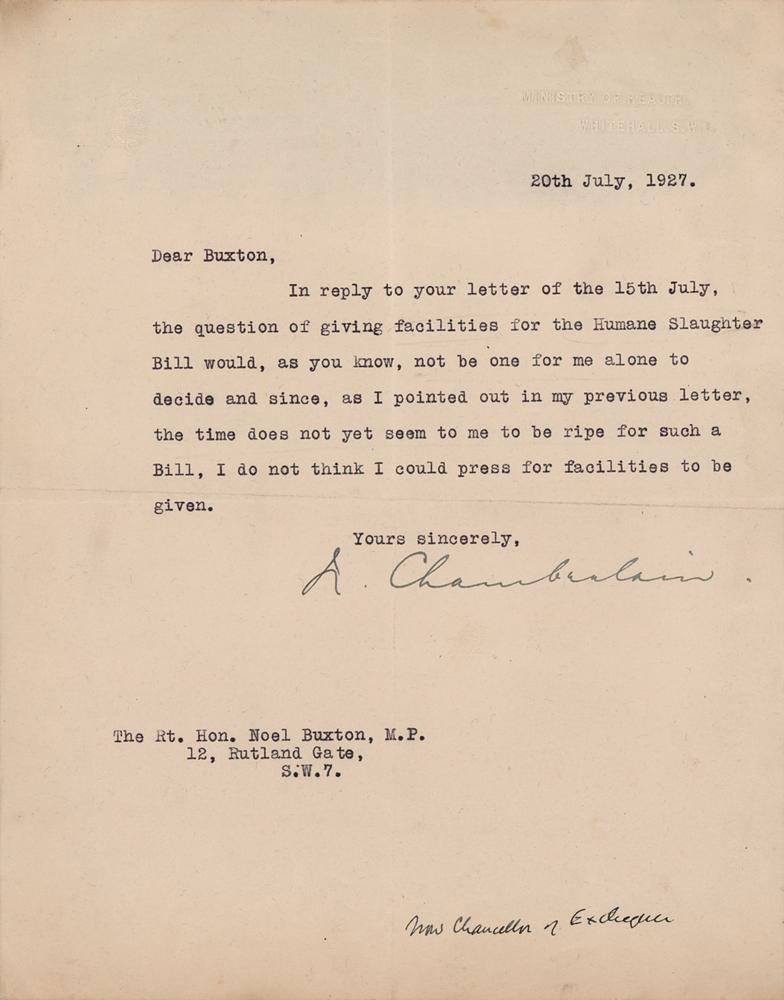 MINISTRY OF HEALTH,
WHITEHALL, S.W.1.
20th July, 1927.
Dear Buxton,
In reply to your letter of the 15th July,
the question of giving facilities for the Humane Slaughter
Bill would, as you know, not be one for me alone to
decide and since, as I pointed out in my previous letter,
the time does not yet seem to me to be ripe for such a
Bill, I do not think I could press for facilities to be
given.
Yours sincerely,
N. Chamberlain.
The Rt. Hon. Noel Buxton, M.P.
12, Rutland Gate,
S.W.7.
Now Chancellor of Exchequer